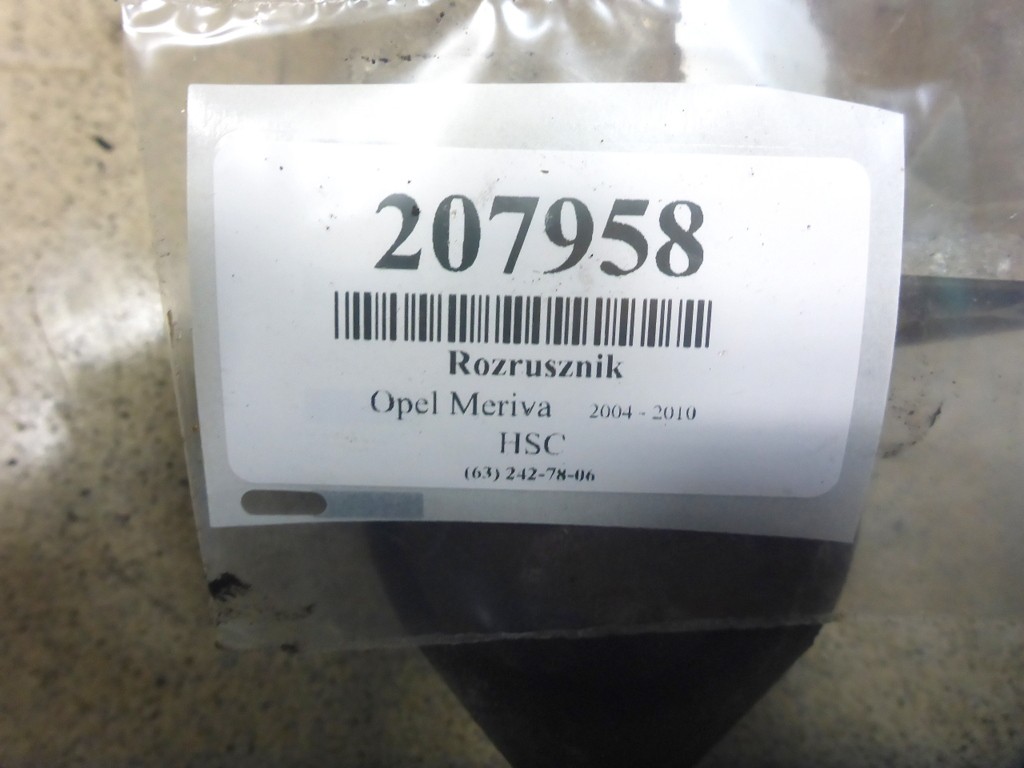 207958
Rozrusznik
Opel Meriva 2004 - 2010
HSC
(63) 242-78-06